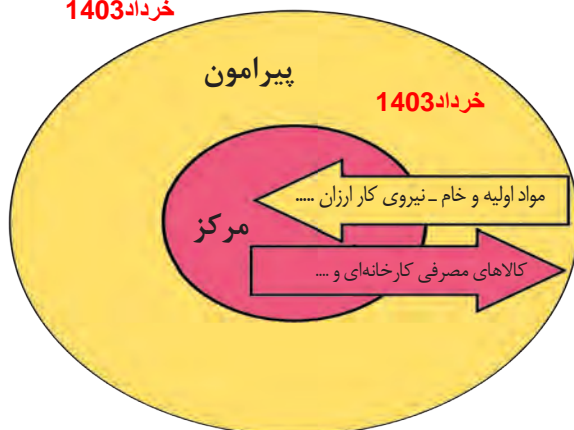 خرداد1403
پیرامون
خرداد1403
مواد اولیه و خام ـ نیروی کار ارزان .....
مرکز
کالاهای مصرفی کارخانه‌ای و ....